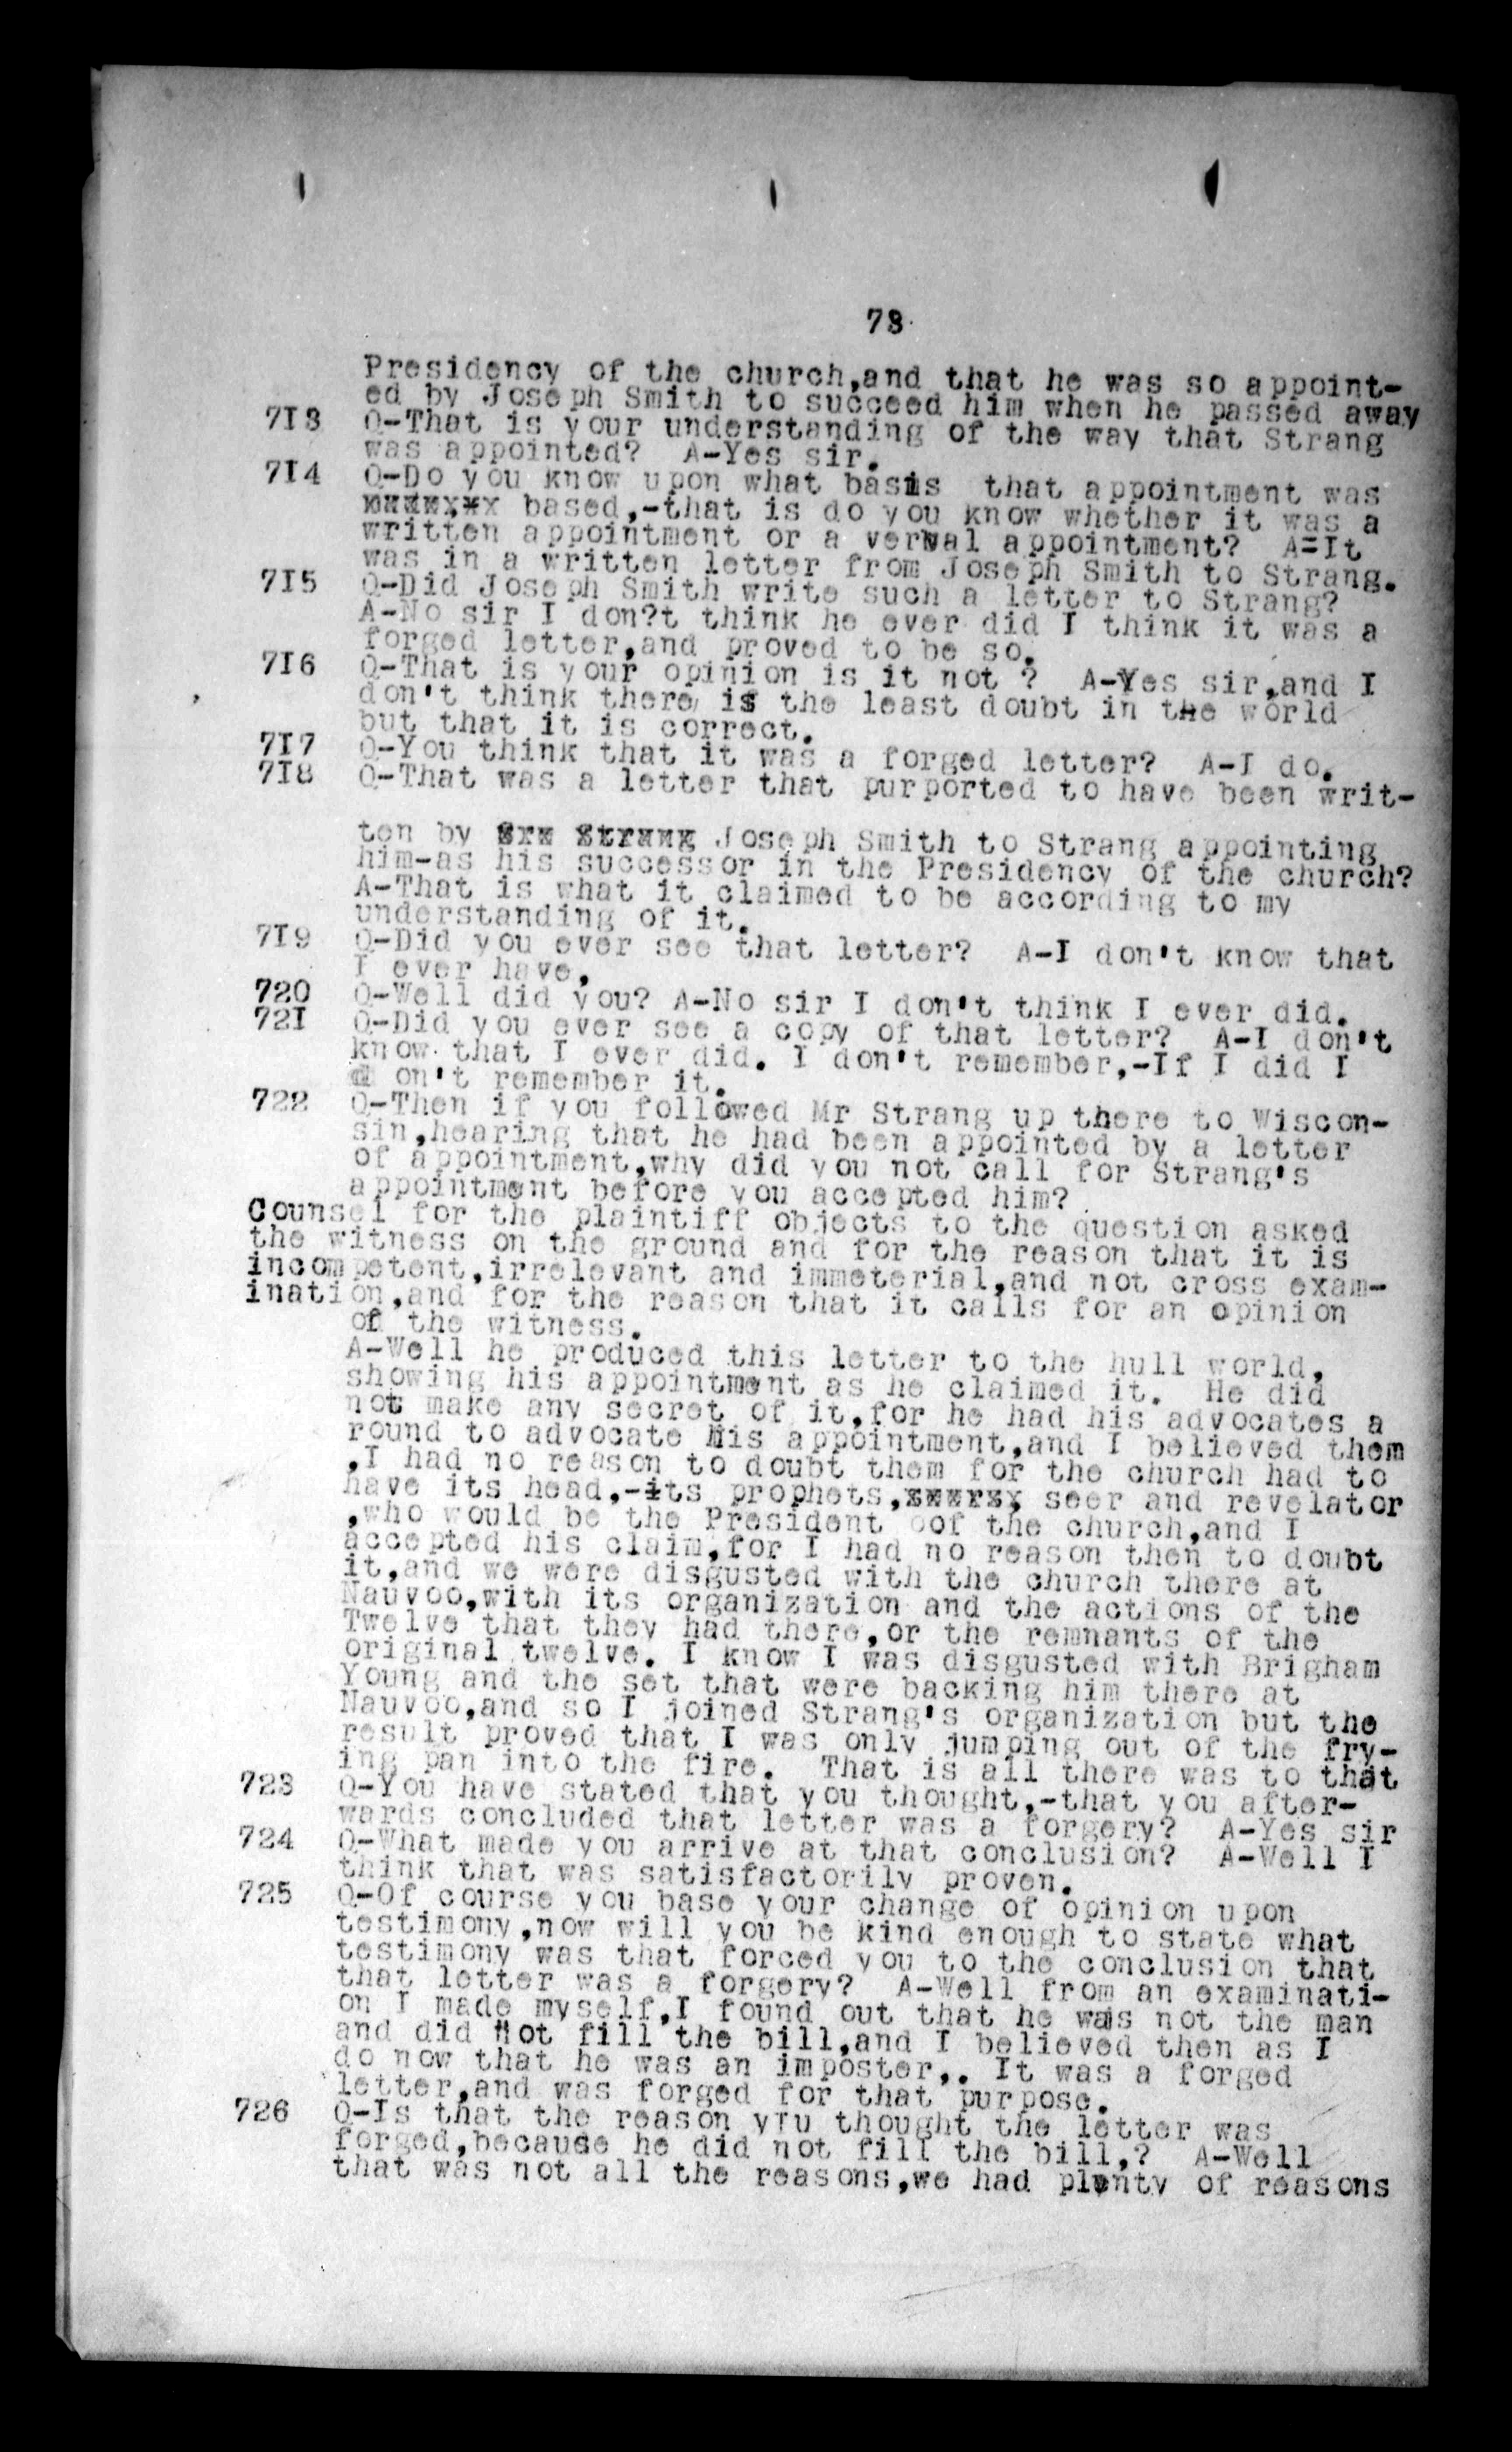 73
Presidency of the church,and that he was so appoint-
ed by Joseph Smith to succeed him when he passed away
7I3 Q-That is your understanding of the way that Strang
was appointed? A-Yes sir.
7I4 Q-Do you know upon what basis that appointment was
based,-that is do you know whether it was a
written appointment or a verbal appointment? A=It
was in a written letter from Joseph Smith to Strang.
7I5 Q-Did Joseph Smith write such a letter to Strang?
A-No sir I don?t think he ever did I think it was a
forged letter,and proved to be so.
7I6 Q-That is your opinion is it not ? A-Yes sir,and I
don't think there is the least doubt in the world
but that it is correct.
7I7 Q-You think that it was a forged letter? A-I do.
7I8 Q-That was a letter that purported to have been writ-
ten by Joseph Smith to Strang appointing
him-as his successor in the Presidency of the church?
A-That is what it claimed to be according to my
understanding of it.
7I9 Q-Did you ever see that letter? A-I don't know that
I ever have.
720 Q-Well did you? A-No sir I don't think I ever did.
72I Q-Did you ever see a copy of that letter? A-I don't
know that I ever did. I don't remember,-If I did I
d on't remember it.
722 Q-Then if you followed Mr Strang up there to Wiscon-
sin,hearing that he had been appointed by a letter
of appointment,why did you not call for Strang's
appointment before you accepted him?
Counsel for the plaintiff objects to the question asked
the witness on the ground and for the reason that it is
incompetent,irrelevant and immeterial,and not cross exam-
ination,and for the reason that it calls for an opinion
of the witness.
A-Well he produced this letter to the hull world,
showing his appointment as he claimed it. He did
not make any secret of it,for he had his advocates a
round to advocate his appointment,and I believed them
,I had no reason to doubt them for the church had to
have its head,-its prophets, seer and revelator
,who would be the President oof the church,and I
accepted his claim,for I had no reason then to doubt
it,and we were disgusted with the church there at
Nauvoo,with its organization and the actions of the
Twelve that they had there,or the remnants of the
original twelve. I know I was disgusted with Brigham
Young and the set that were backing him there at
Nauvoo,and so I joined Strang's organization but the
result proved that I was only jumping out of the fry-
ing pan into the fire. That is all there was to that
723 Q-You have stated that you thought,-that you after-
wards concluded that letter was a forgery? A-Yes sir
724 Q-What made you arrive at that conclusion? A-Well I
think that was satisfactorily proven.
725 Q-Of course you base your change of opinion upon
testimony,now will you be kind enough to state what
testimony was that forced you to the conclusion that
that letter was a forgery? A-Well from an examinati-
on I made myself,I found out that he was not the man
and did not fill the bill,and I believed then as I
do now that he was an imposter,. It was a forged
letter,and was forged for that purpose.
726 Q-Is that the reason yIu thought the letter was
forged,because he did not fill the bill,? A-Well
that was not all the reasons,we had plenty of reasons